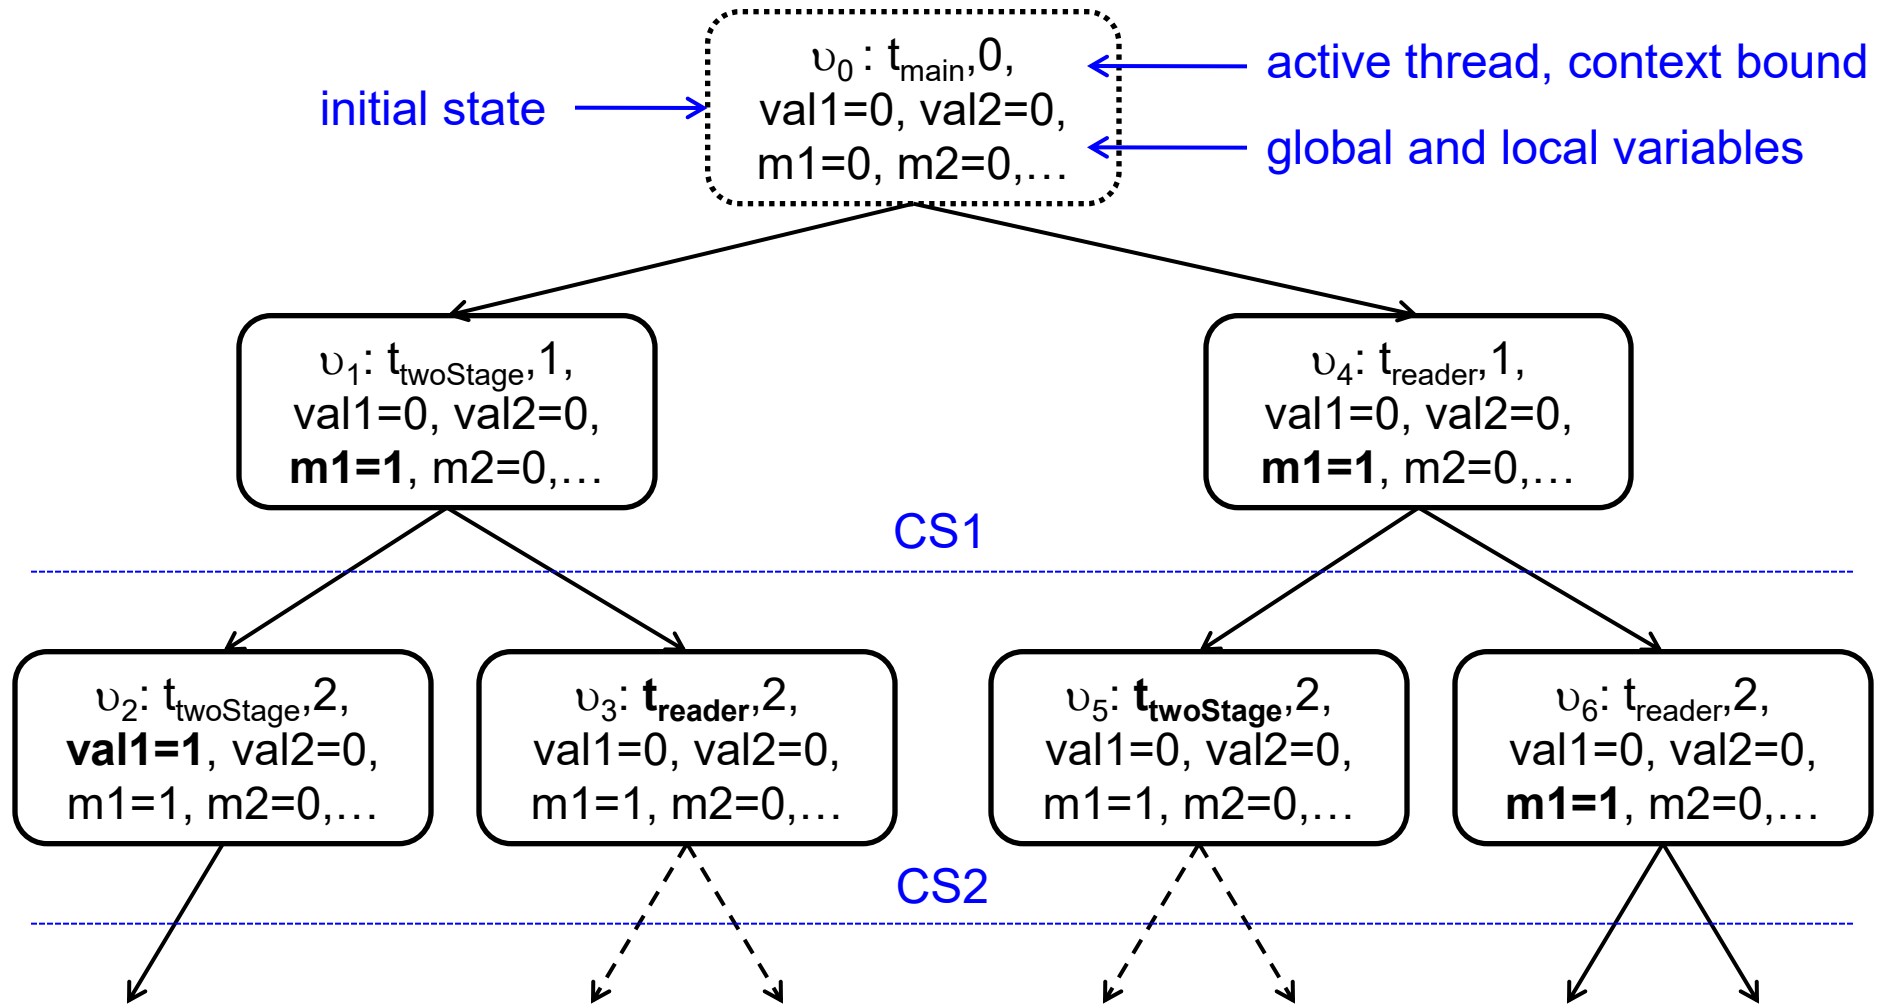 υ0 : tmain,0,
val1=0, val2=0,
m1=0, m2=0,…
initial state
active thread, context bound
global and local variables
υ1: ttwoStage,1,
val1=0, val2=0,
m1=1, m2=0,…
υ4: treader,1,
val1=0, val2=0,
m1=1, m2=0,…
CS1
υ2: ttwoStage,2,
val1=1, val2=0,
m1=1, m2=0,…
υ3: treader,2,
val1=0, val2=0,
m1=1, m2=0,…
υ5: ttwoStage,2,
val1=0, val2=0,
m1=1, m2=0,…
υ6: treader,2,
val1=0, val2=0,
m1=1, m2=0,…
CS2